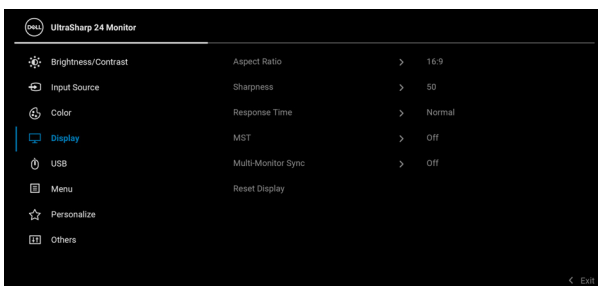 DELL UltraSharp 24 Monitor
Brightness/Contrast Aspect Ratio > 16:9
Input Source Sharpness > 50
Color Response Time > Normal
Display MST > Off
USB Multi-Monitor Sync > Off
Menu Reset Display
Personalize
Others
< Exit